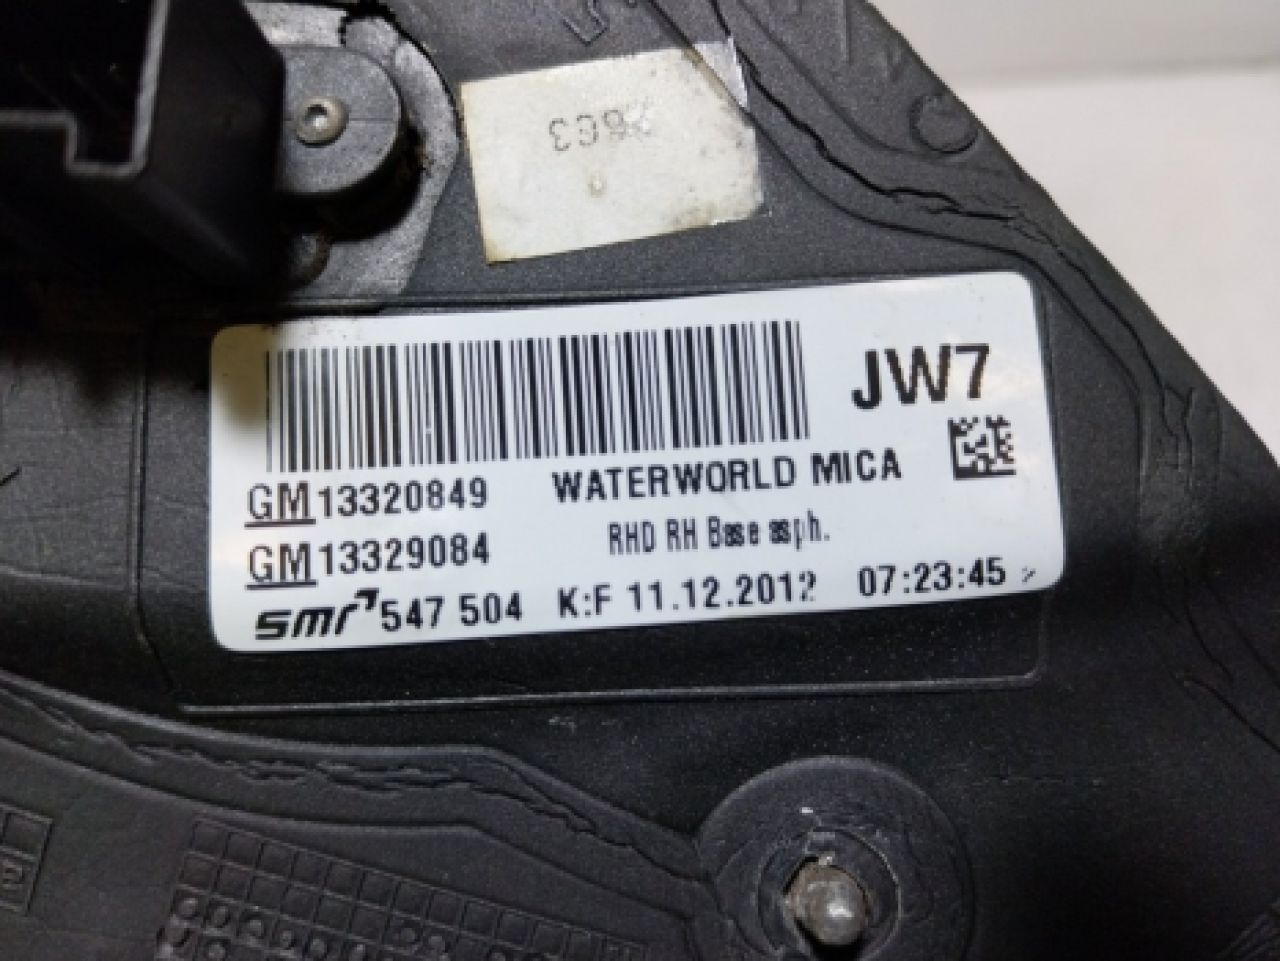 JW7
GM13320849 WATERWORLD MICA
GM13329084 RHD RH Base asph.
smr 547 504 K:F 11.12.2012 07:23:45